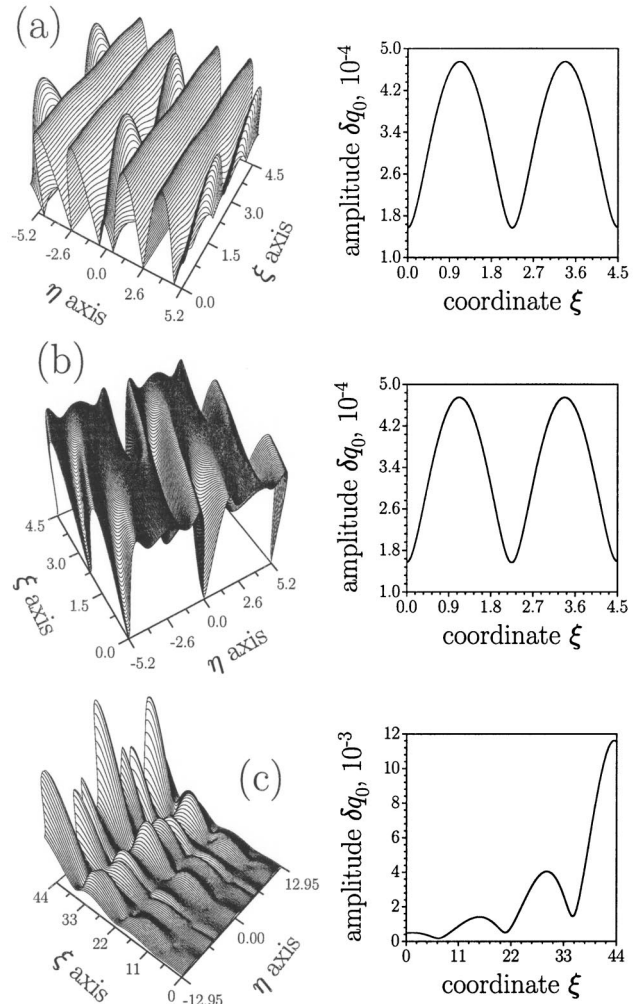 (a)
4.5
3.0
1.5
0.0
ξ axis
-5.2
-2.6
0.0
2.6
5.2
η axis
amplitude δq₀, 10⁻⁴
5.0
4.2
3.4
2.6
1.8
1.0
0.0 0.9 1.8 2.7 3.6 4.5
coordinate ξ
(b)
4.5
3.0
1.5
0.0
ξ axis
-5.2
-2.6
0.0
2.6
5.2
η axis
amplitude δq₀, 10⁻⁴
5.0
4.2
3.4
2.6
1.8
1.0
0.0 0.9 1.8 2.7 3.6 4.5
coordinate ξ
(c)
44
33
22
11
0
ξ axis
-12.95
0.00
12.95
η axis
amplitude δq₀, 10⁻³
12
10
8
6
4
2
0
0 11 22 33 44
coordinate ξ